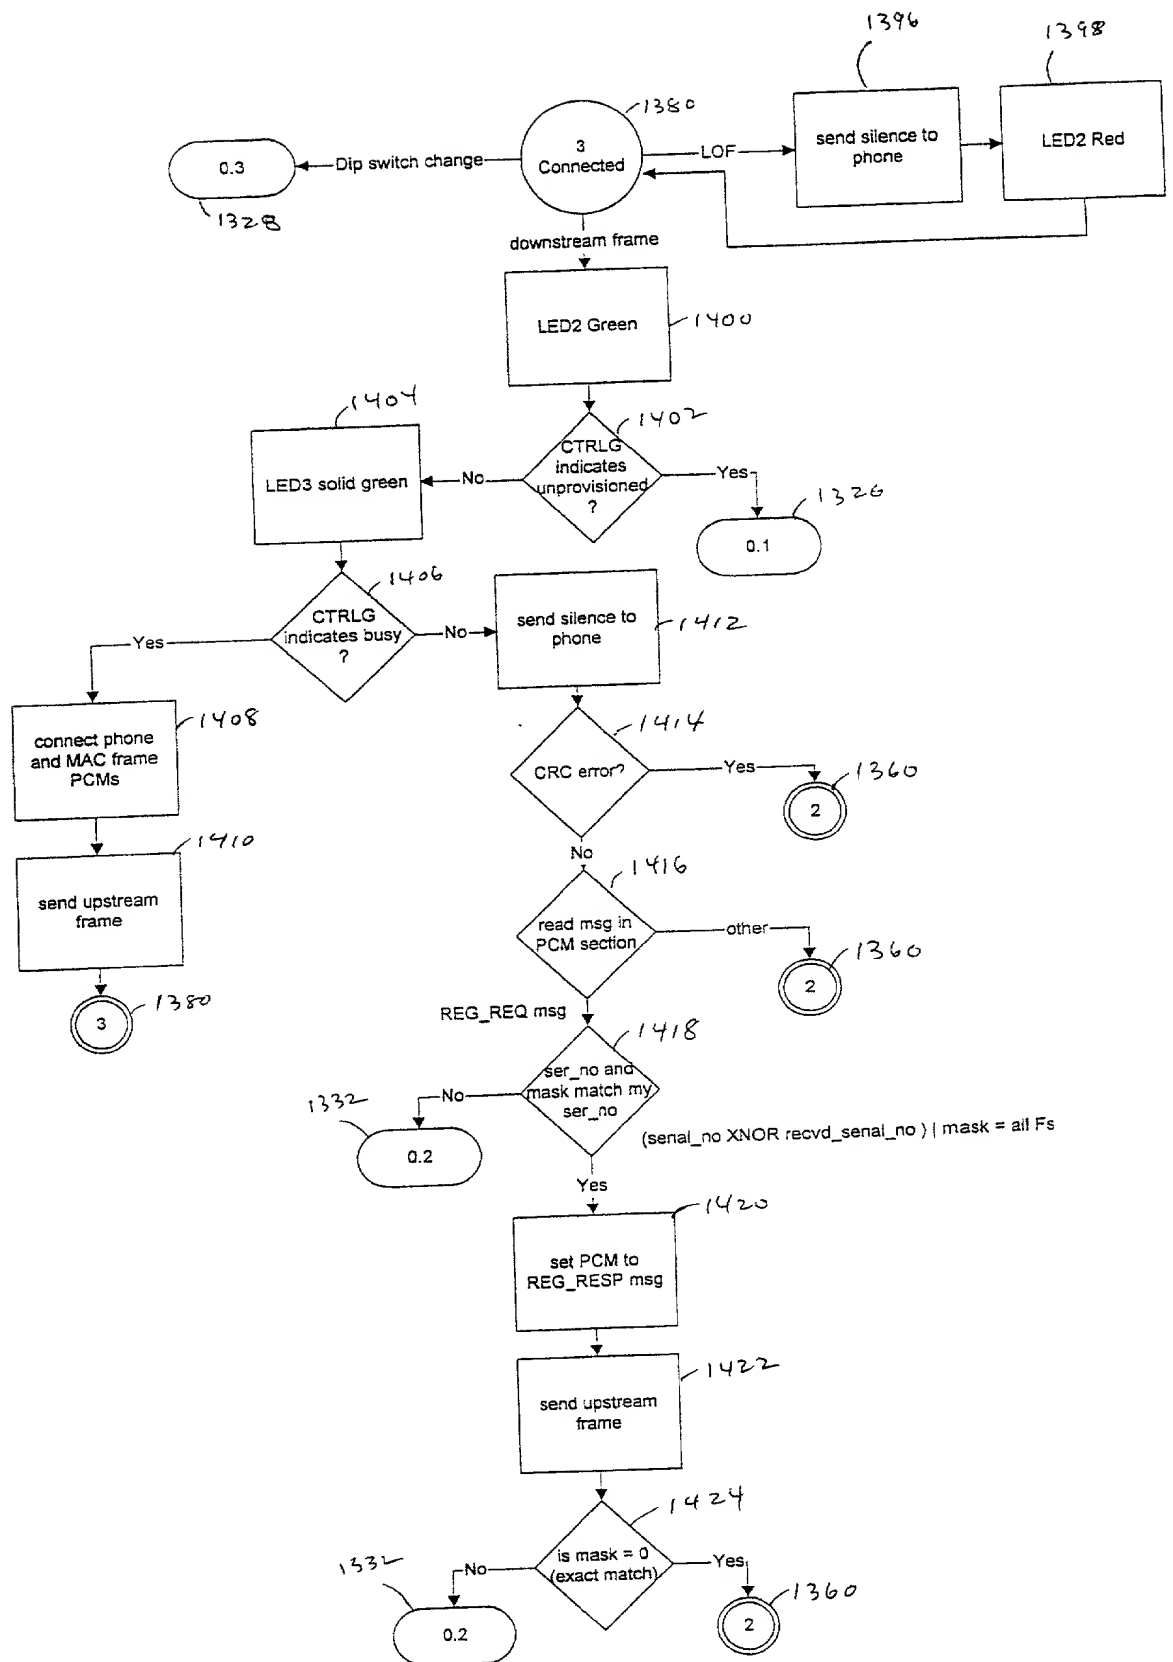 1396
1398
1380
3
Connected
LOF
send silence to
phone
LED2 Red
0.3
Dip switch change
1328
downstream frame
LED2 Green
1400
1404
1402
LED3 solid green
No
CTRLG
indicates
unprovisioned
?
Yes
1326
0.1
1406
CTRLG
indicates busy
?
Yes
No
send silence to
phone
1412
1408
connect phone
and MAC frame
PCMs
1414
CRC error?
Yes
1360
2
1410
send upstream
frame
No
1416
read msg in
PCM section
other
1360
2
1380
3
REG_REQ msg
1418
ser_no and
mask match my
ser_no
No
1332
0.2
(serial_no XNOR recvd_serial_no ) | mask = all Fs
Yes
1420
set PCM to
REG_RESP msg
1422
send upstream
frame
1424
is mask = 0
(exact match)
No
1332
0.2
Yes
1360
2